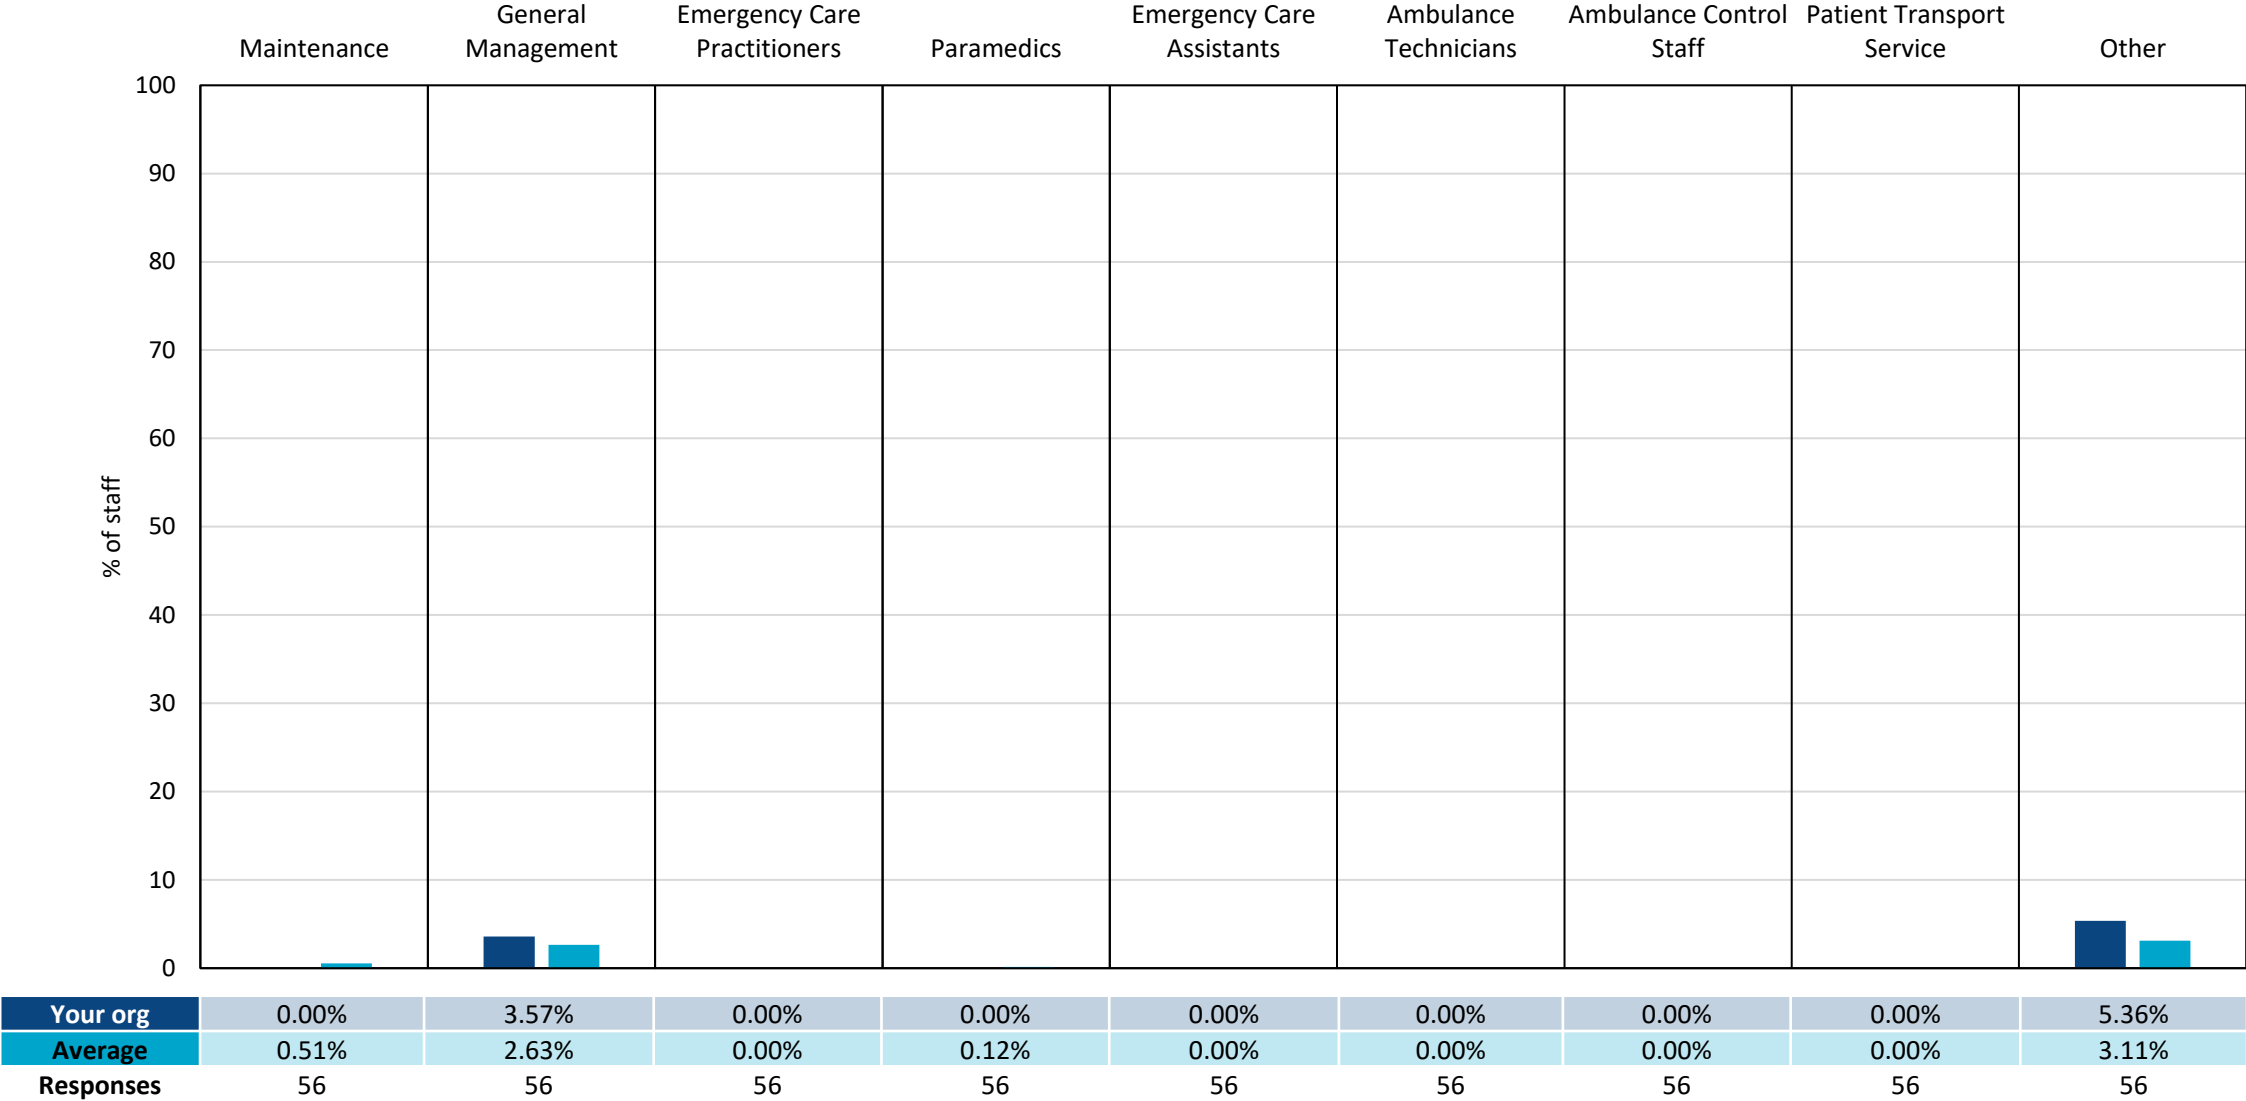 Maintenance
General
Management
Emergency Care
Practitioners
Paramedics
Emergency Care
Assistants
Ambulance
Technicians
Ambulance Control
Staff
Patient Transport
Service
Other
% of staff
100
90
80
70
60
50
40
30
20
10
0
Your org 0.00% 3.57% 0.00% 0.00% 0.00% 0.00% 0.00% 0.00% 5.36%
Average 0.51% 2.63% 0.00% 0.12% 0.00% 0.00% 0.00% 0.00% 3.11%
Responses 56 56 56 56 56 56 56 56 56